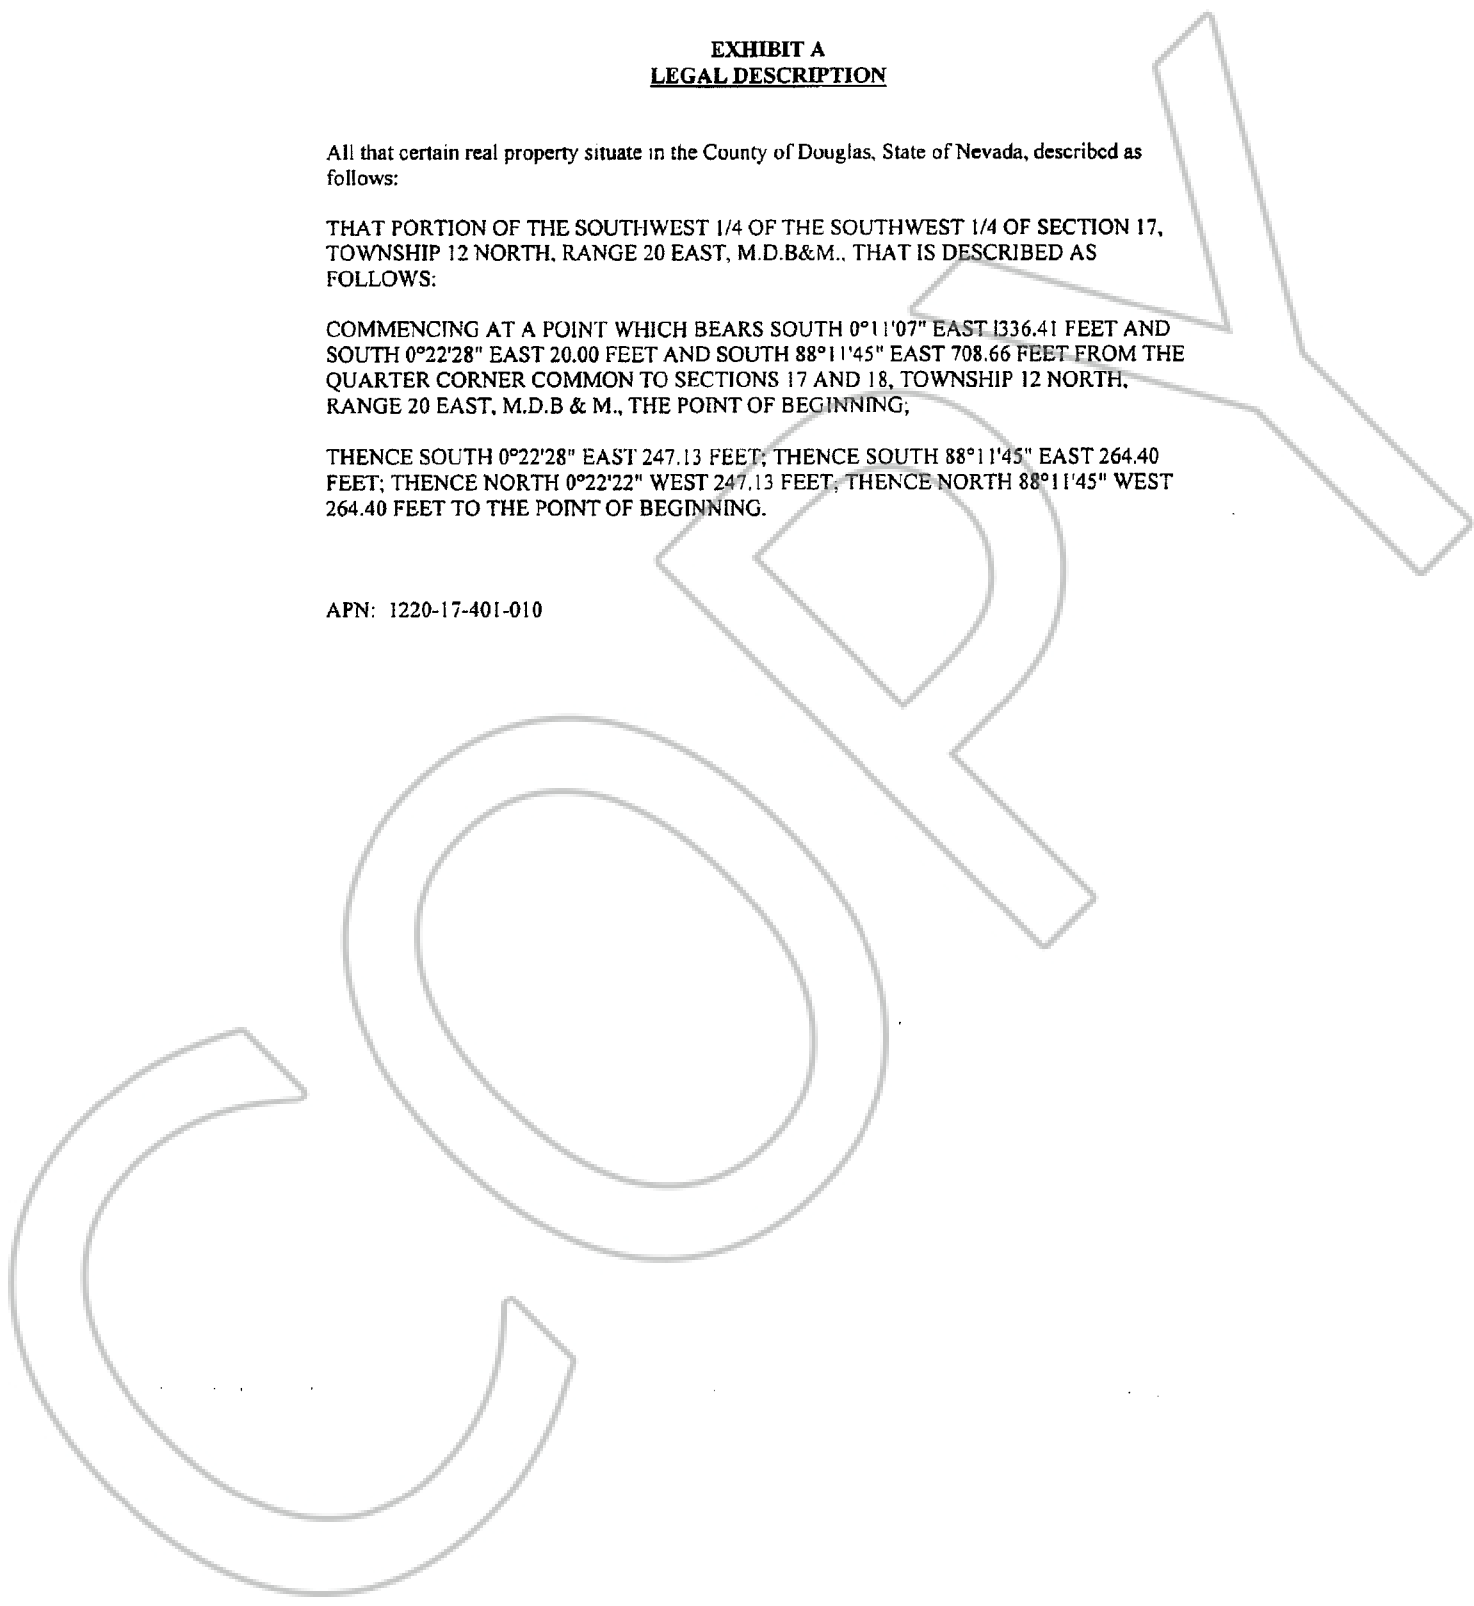 EXHIBIT A
LEGAL DESCRIPTION
All that certain real property situate in the County of Douglas, State of Nevada, described as
follows:
THAT PORTION OF THE SOUTHWEST 1/4 OF THE SOUTHWEST 1/4 OF SECTION 17,
TOWNSHIP 12 NORTH, RANGE 20 EAST, M.D.B&M., THAT IS DESCRIBED AS
FOLLOWS:
COMMENCING AT A POINT WHICH BEARS SOUTH 0°11'07" EAST 1336.41 FEET AND
SOUTH 0°22'28" EAST 20.00 FEET AND SOUTH 88°11'45" EAST 708.66 FEET FROM THE
QUARTER CORNER COMMON TO SECTIONS 17 AND 18, TOWNSHIP 12 NORTH,
RANGE 20 EAST, M.D.B & M., THE POINT OF BEGINNING;
THENCE SOUTH 0°22'28" EAST 247.13 FEET; THENCE SOUTH 88°11'45" EAST 264.40
FEET; THENCE NORTH 0°22'22" WEST 247.13 FEET; THENCE NORTH 88°11'45" WEST
264.40 FEET TO THE POINT OF BEGINNING.
APN: 1220-17-401-010
COPY